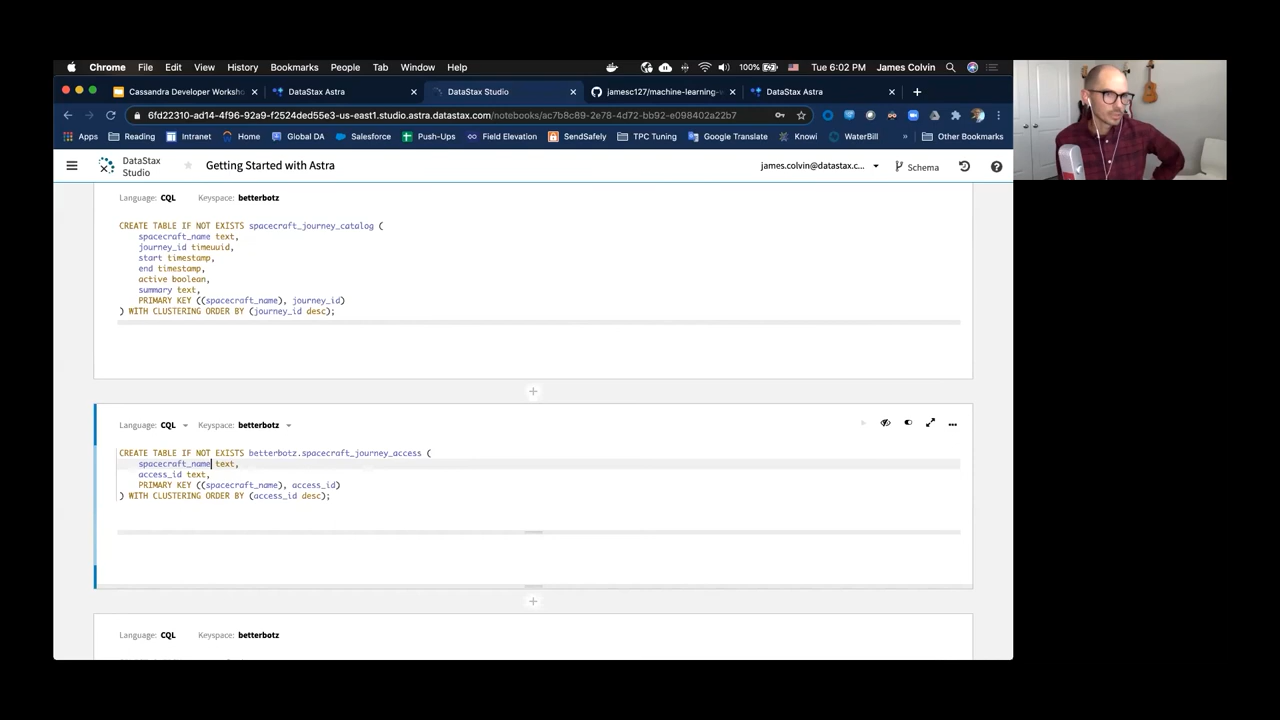 Chrome File Edit View History Bookmarks People Tab Window Help 100% Tue 6:02 PM James Colvin
Cassandra Developer Worksho DataStax Astra DataStax Studio jamesc127/machine-learning- DataStax Astra
6fd22310-ad14-4f96-92a9-f2524ded55e3-us-east1.studio.astra.datastax.com/notebooks/ac7b8c89-2e78-4d72-bb92-e098402a22b7
Apps Reading Intranet Global DA Salesforce Push-Ups Field Elevation SendSafely TPC Tuning Google Translate Knowi WaterBill » Other Bookmarks
DataStax Studio Getting Started with Astra james.colvin@datastax.c... Schema
Language: CQL Keyspace: betterbotz
CREATE TABLE IF NOT EXISTS spacecraft_journey_catalog (
spacecraft_name text,
journey_id timeuuid,
start timestamp,
end timestamp,
active boolean,
summary text,
PRIMARY KEY ((spacecraft_name), journey_id)
) WITH CLUSTERING ORDER BY (journey_id desc);
Language: CQL Keyspace: betterbotz
CREATE TABLE IF NOT EXISTS betterbotz.spacecraft_journey_access (
spacecraft_name text,
access_id text,
PRIMARY KEY ((spacecraft_name), access_id)
) WITH CLUSTERING ORDER BY (access_id desc);
Language: CQL Keyspace: betterbotz